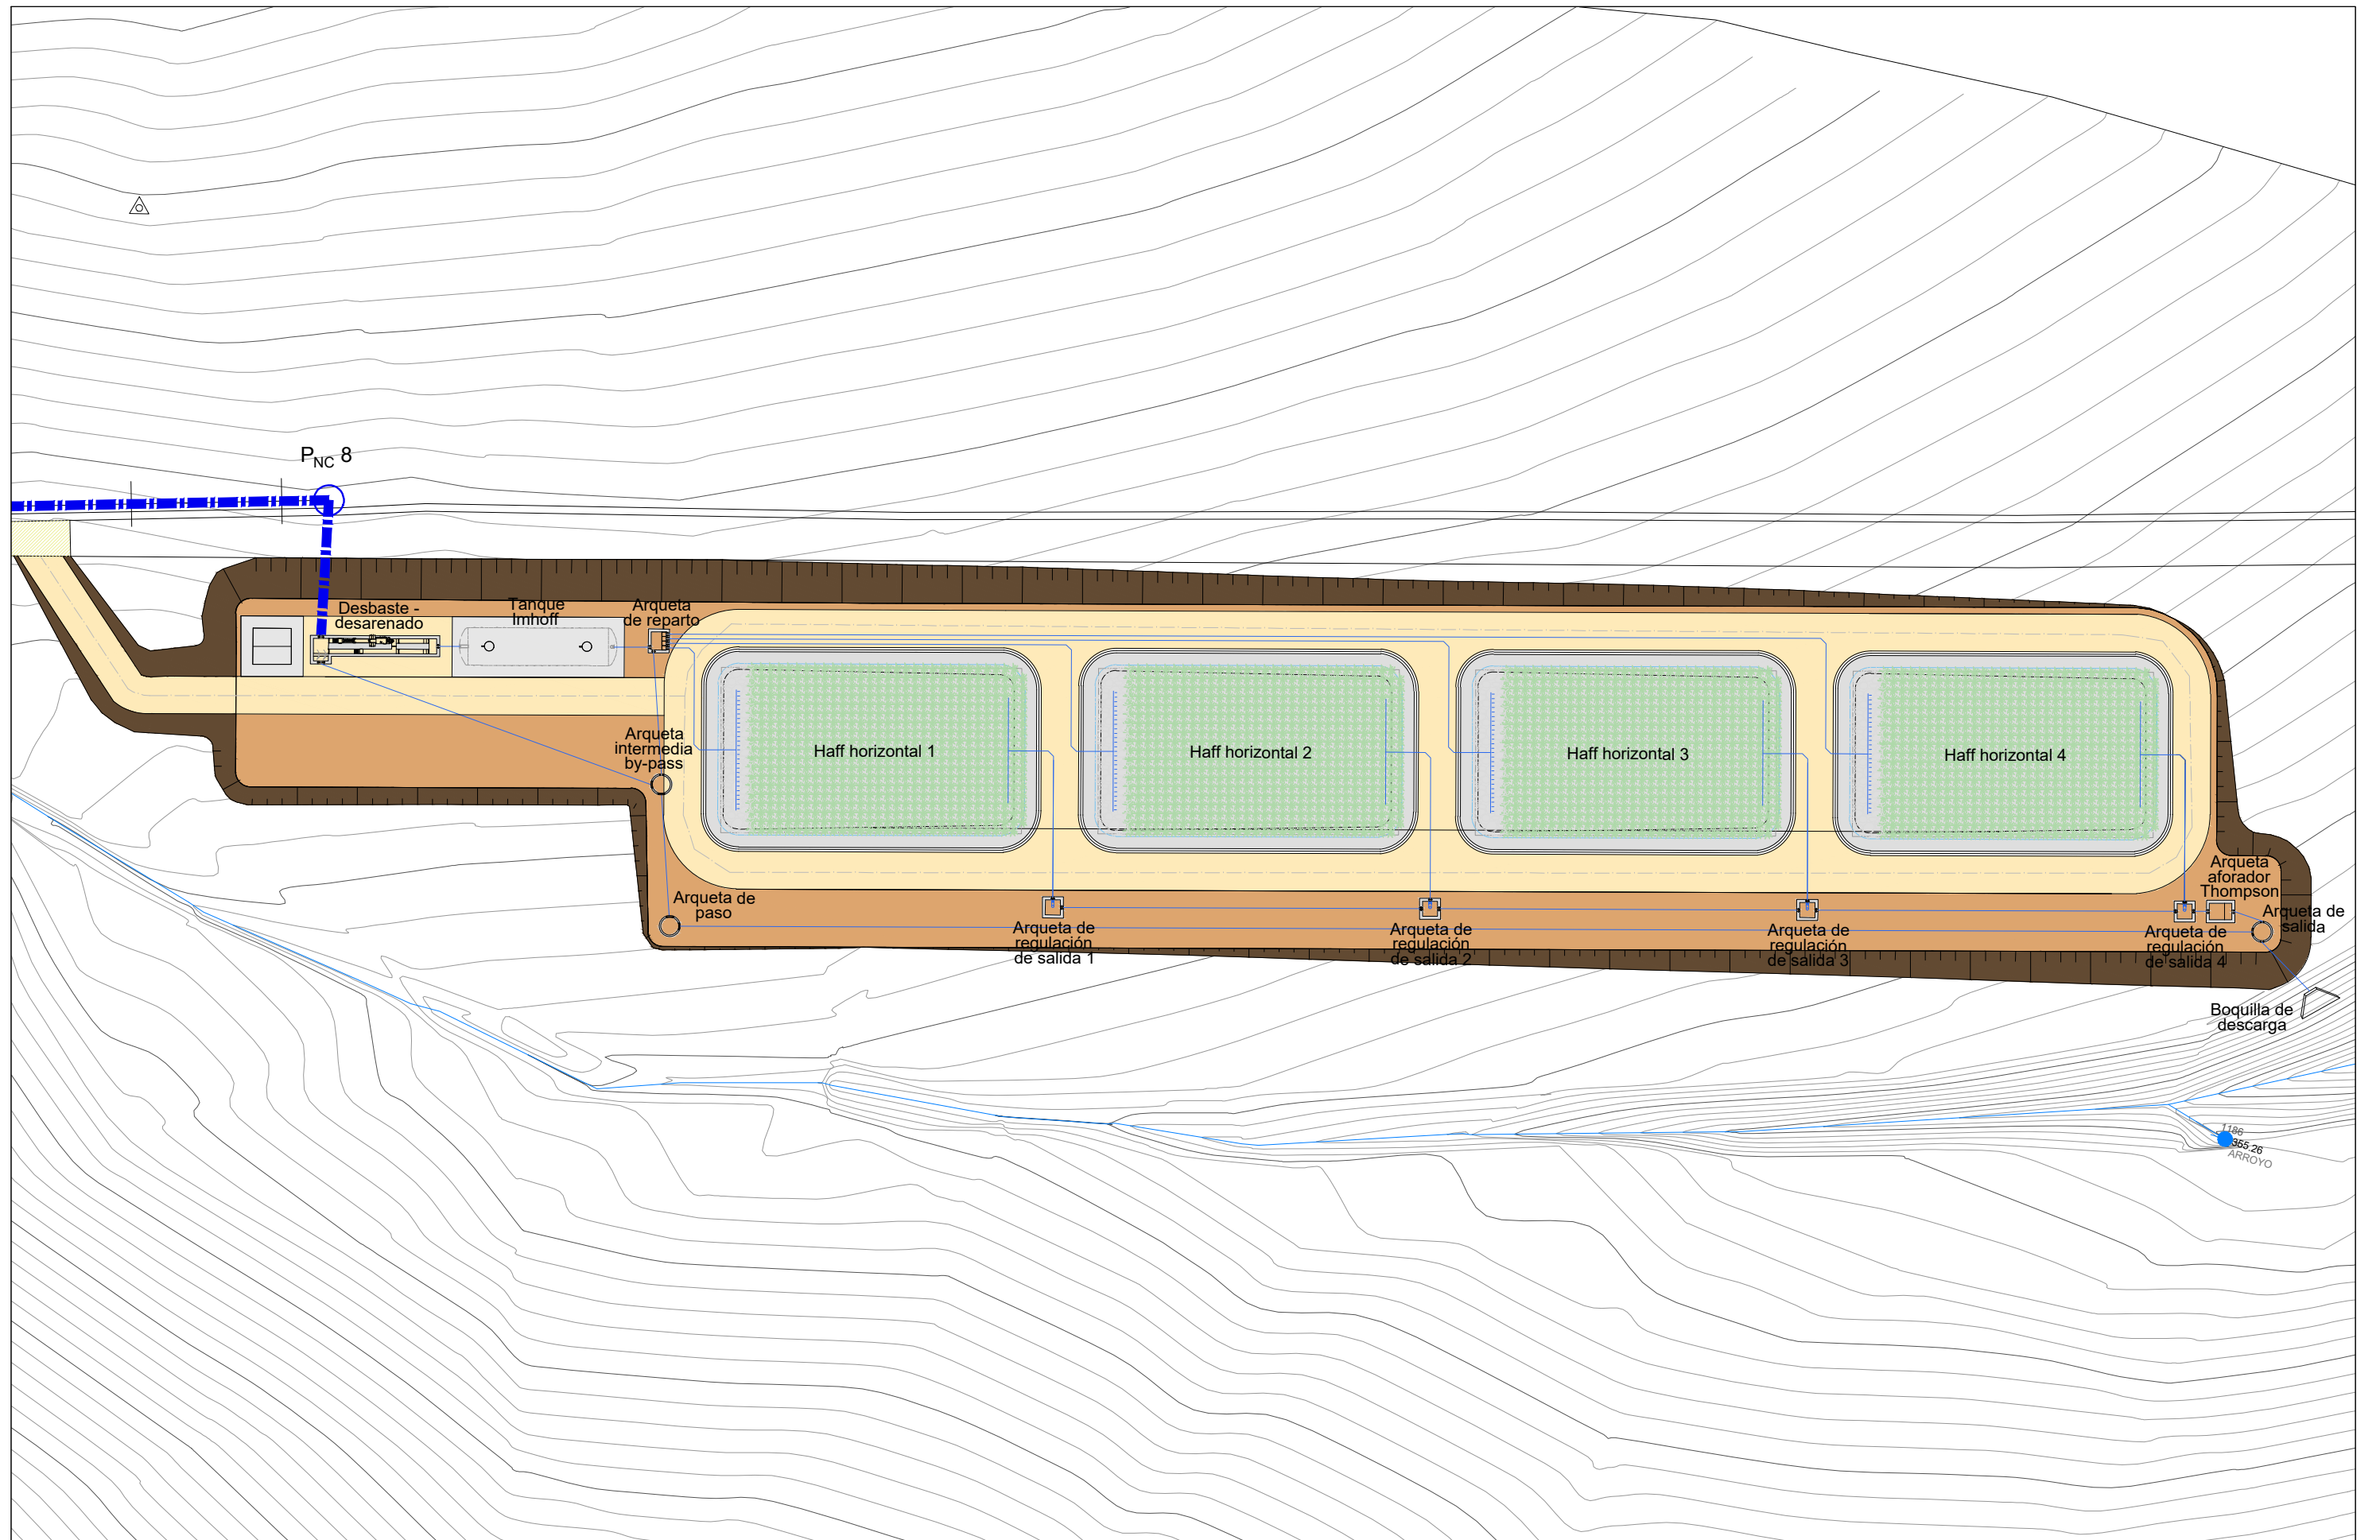 P NC 8
Desbaste -
desarenado
Tanque
Imhoff
Arqueta
de reparto
Arqueta
intermedia
by-pass
Haff horizontal 1
Haff horizontal 2
Haff horizontal 3
Haff horizontal 4
Arqueta de
paso
Arqueta de
regulación
de salida 1
Arqueta de
regulación
de salida 2
Arqueta de
regulación
de salida 3
Arqueta de
regulación
de salida 4
Arqueta
aforador
Thompson
Arqueta de
salida
Boquilla de
descarga
1186
355.26
ARROYO